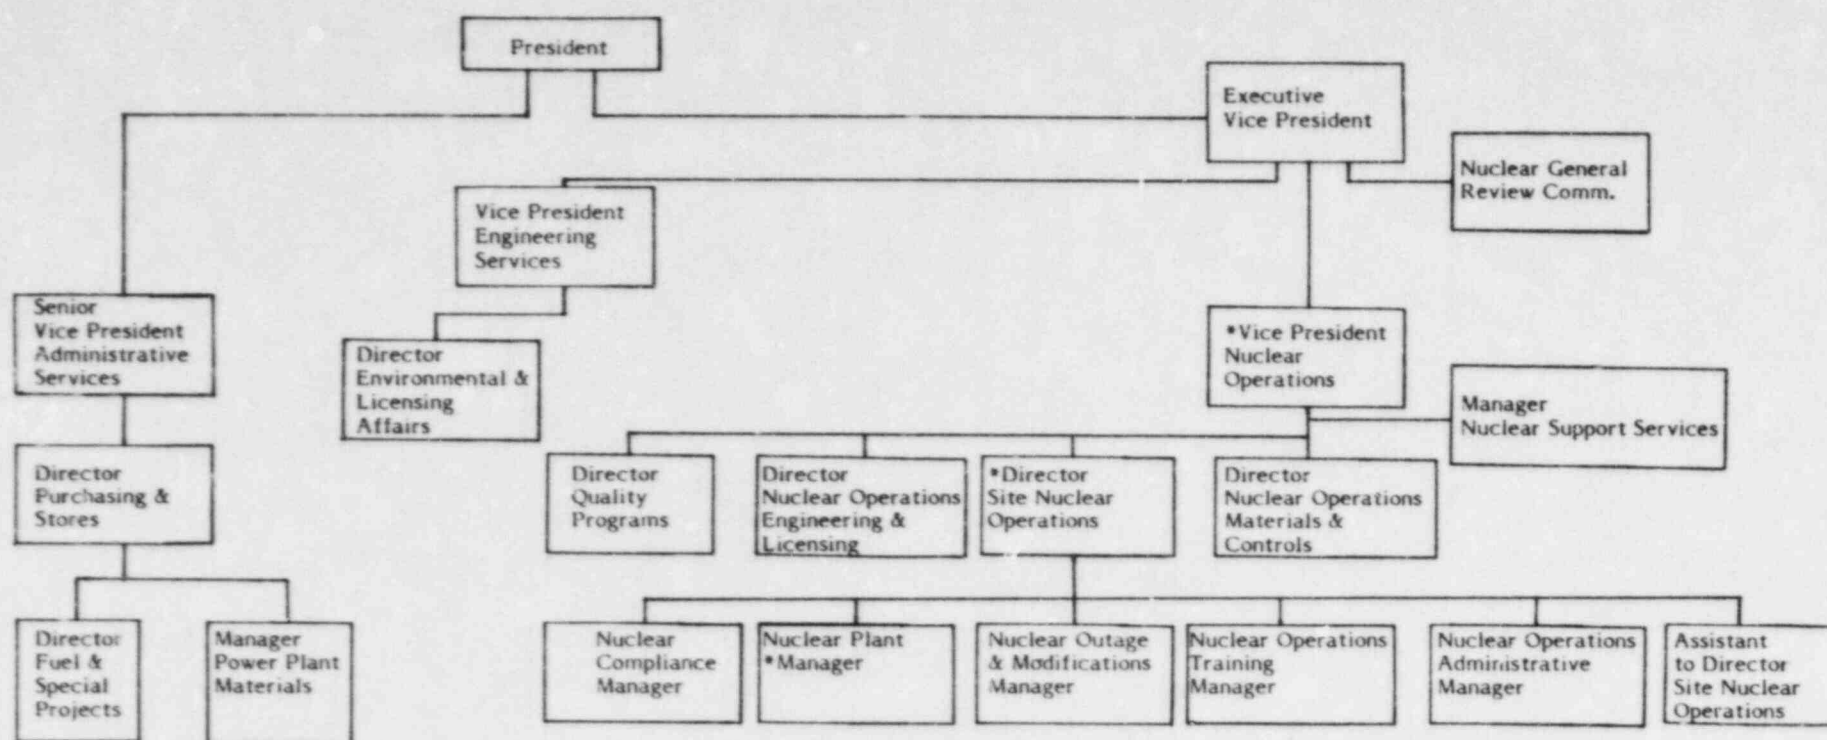 President
Executive
Vice President
Nuclear General
Review Comm.
Vice President
Engineering
Services
Senior
Vice President
Administrative
Services
*Vice President
Nuclear
Operations
Director
Environmental &
Licensing
Affairs
Manager
Nuclear Support Services
Director
Purchasing &
Stores
Director
Quality
Programs
Director
Nuclear Operations
Engineering &
Licensing
*Director
Site Nuclear
Operations
Director
Nuclear Operations
Materials &
Controls
Director
Fuel &
Special
Projects
Manager
Power Plant
Materials
Nuclear
Compliance
Manager
Nuclear Plant
*Manager
Nuclear Outage
& Modifications
Manager
Nuclear Operations
Training
Manager
Nuclear Operations
Administrative
Manager
Assistant
to Director
Site Nuclear
Operations